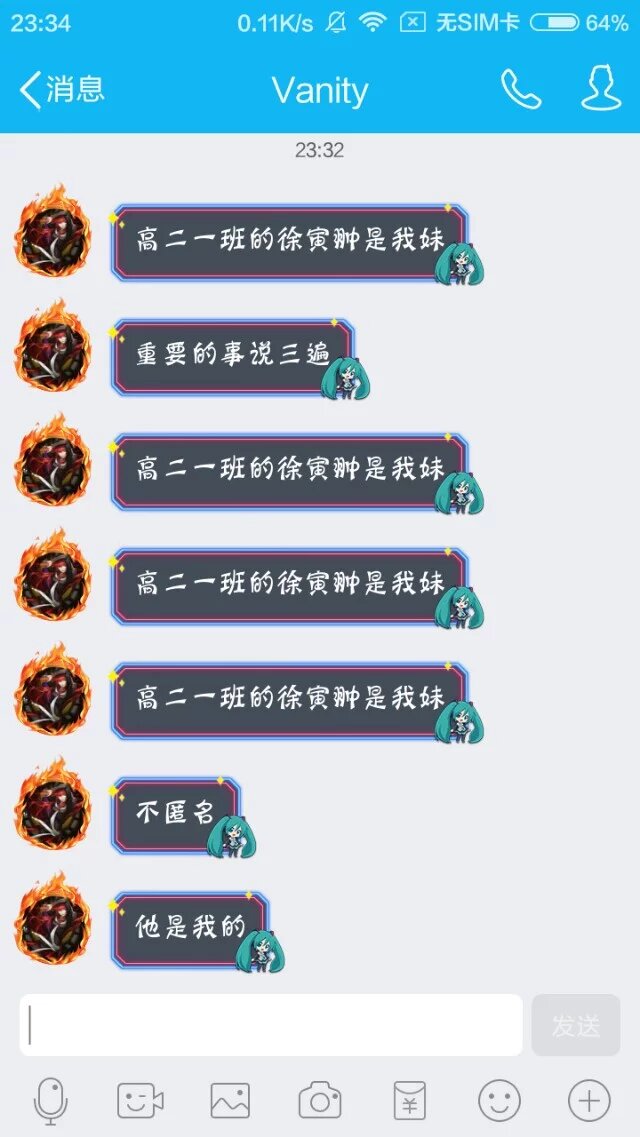 23:34 0.11K/s 无SIM卡 64%
消息 Vanity
23:32
高二一班的徐寅翀是我妹
重要的事说三遍
高二一班的徐寅翀是我妹
高二一班的徐寅翀是我妹
高二一班的徐寅翀是我妹
不匿名
他是我的
发送